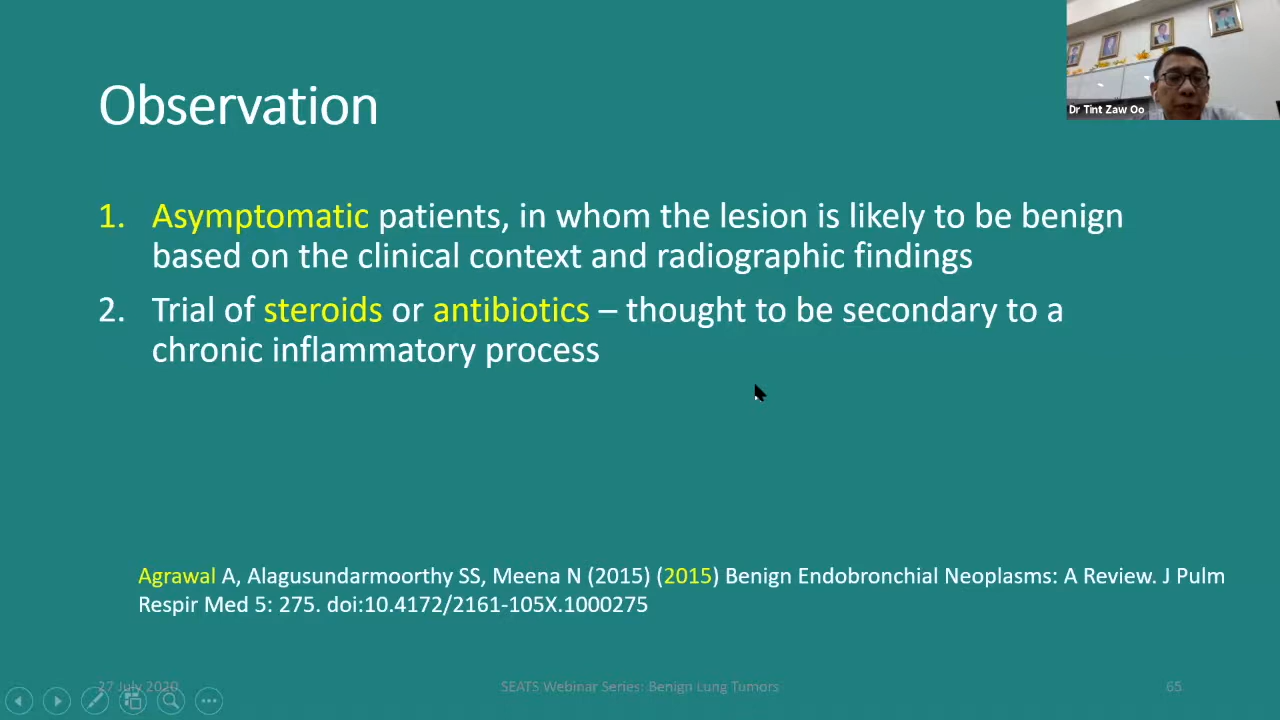 Observation
Dr Tint Zaw Oo
1. Asymptomatic patients, in whom the lesion is likely to be benign
based on the clinical context and radiographic findings
2. Trial of steroids or antibiotics – thought to be secondary to a
chronic inflammatory process
Agrawal A, Alagusundarmoorthy SS, Meena N (2015) (2015) Benign Endobronchial Neoplasms: A Review. J Pulm
Respir Med 5: 275. doi:10.4172/2161-105X.1000275
27 July 2020
SEATS Webinar Series: Benign Lung Tumors
65